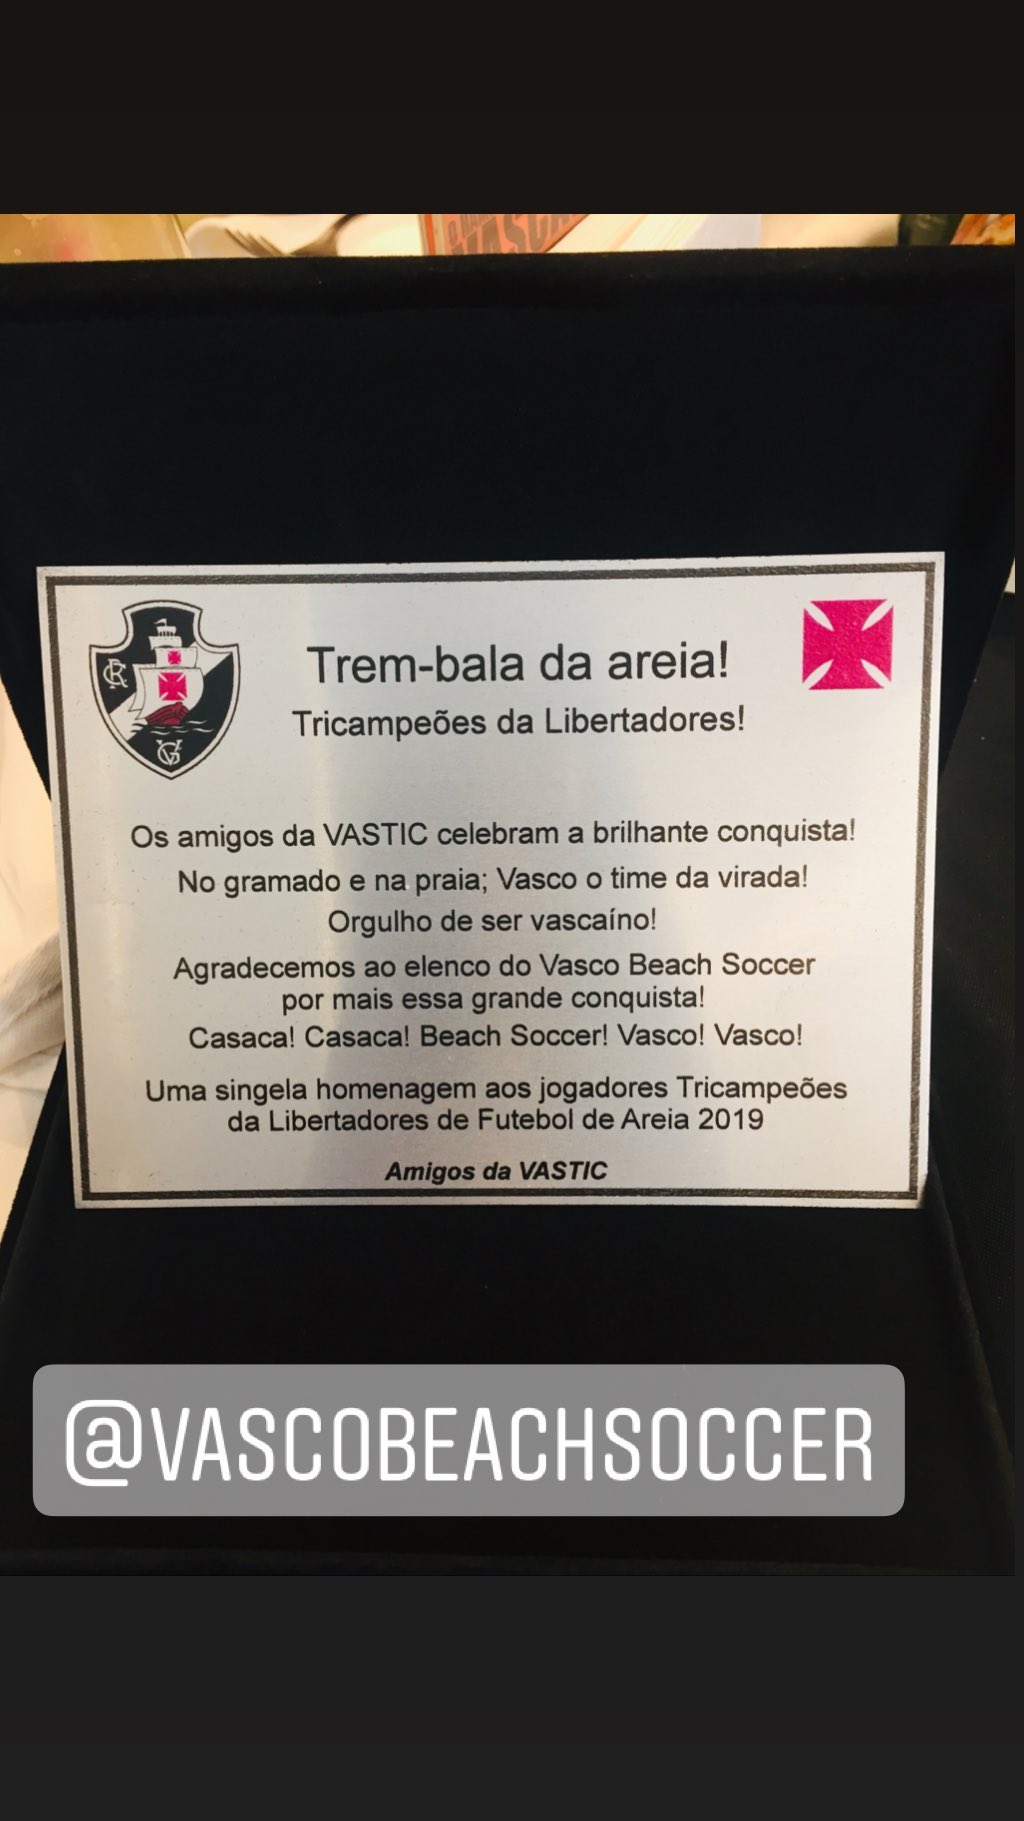 CR
VG
Trem-bala da areia!
Tricampeões da Libertadores!
Os amigos da VASTIC celebram a brilhante conquista!
No gramado e na praia; Vasco o time da virada!
Orgulho de ser vascaíno!
Agradecemos ao elenco do Vasco Beach Soccer
por mais essa grande conquista!
Casaca! Casaca! Beach Soccer! Vasco! Vasco!
Uma singela homenagem aos jogadores Tricampeões
da Libertadores de Futebol de Areia 2019
Amigos da VASTIC
@VASCOBEACHSOCCER